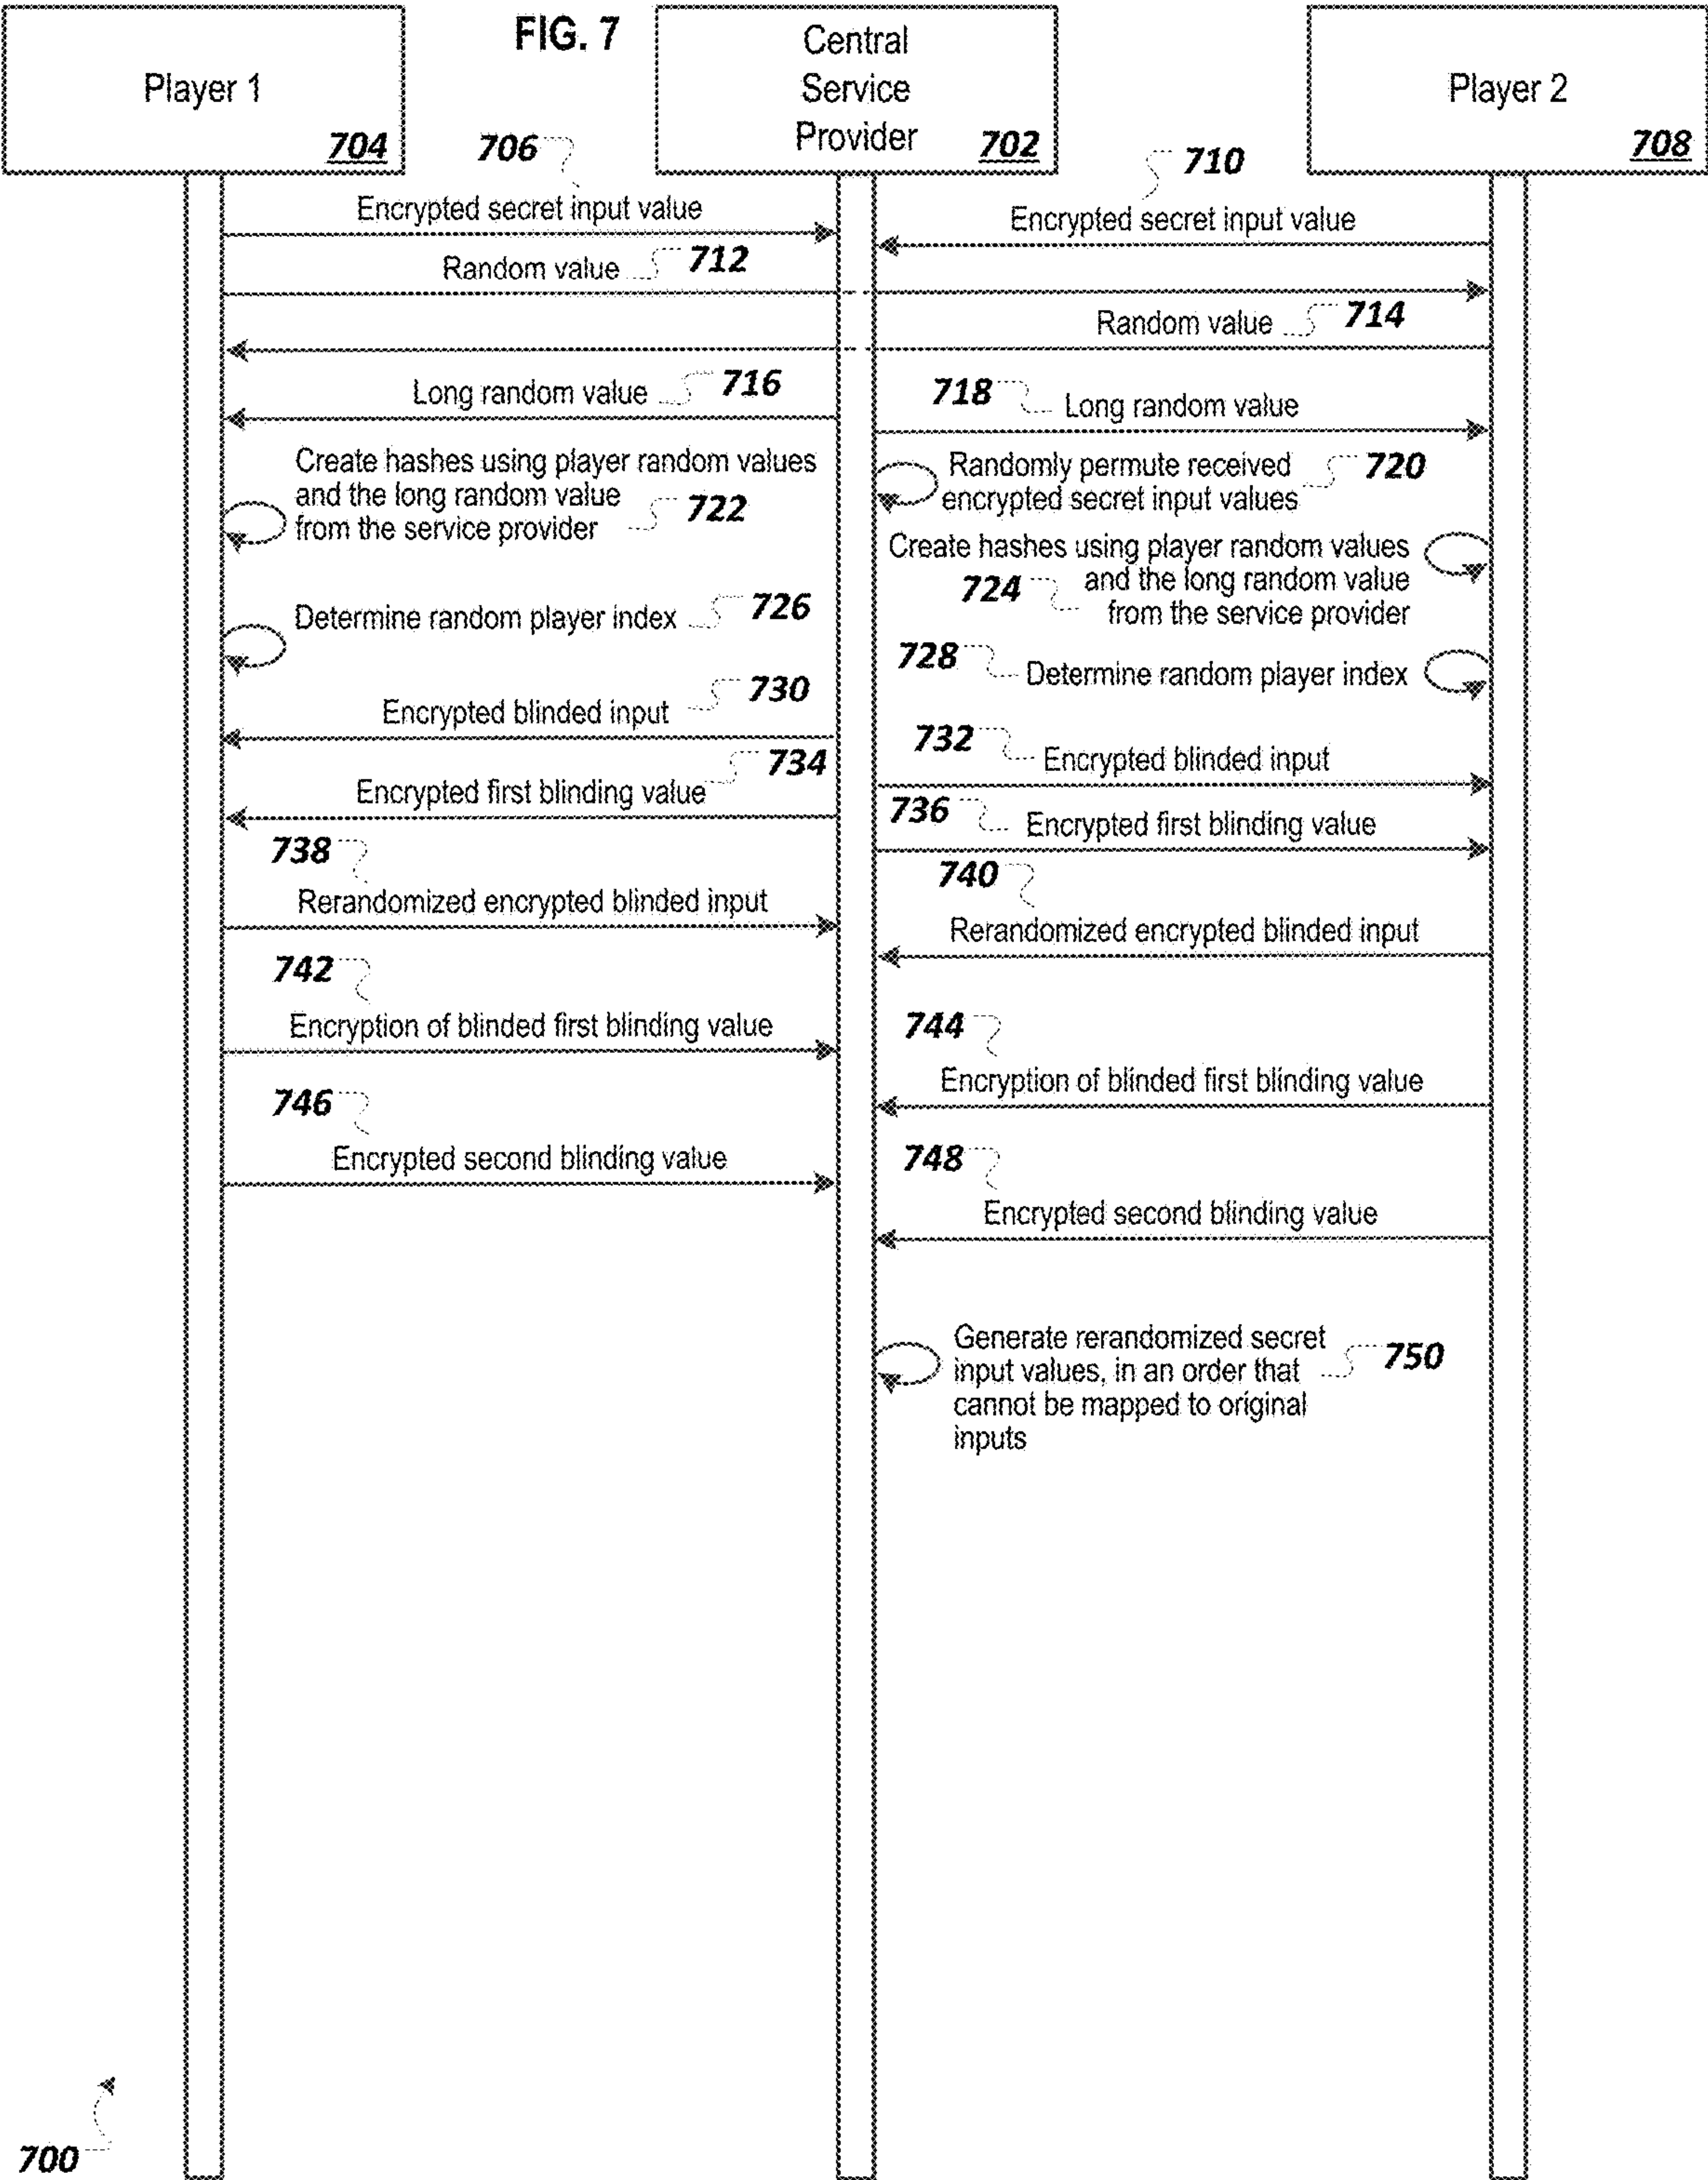 FIG. 7
Player 1
704
Central
Service
Provider
702
Player 2
708
706
Encrypted secret input value
710
Encrypted secret input value
Random value
712
Random value
714
Long random value
716
718
Long random value
Create hashes using player random values
and the long random value
from the service provider
722
Randomly permute received
encrypted secret input values
720
Create hashes using player random values
and the long random value
from the service provider
724
Determine random player index
726
728
Determine random player index
Encrypted blinded input
730
732
Encrypted blinded input
734
Encrypted first blinding value
736
Encrypted first blinding value
738
Rerandomized encrypted blinded input
740
Rerandomized encrypted blinded input
742
Encryption of blinded first blinding value
744
Encryption of blinded first blinding value
746
Encrypted second blinding value
748
Encrypted second blinding value
Generate rerandomized secret
input values, in an order that
cannot be mapped to original
inputs
750
700